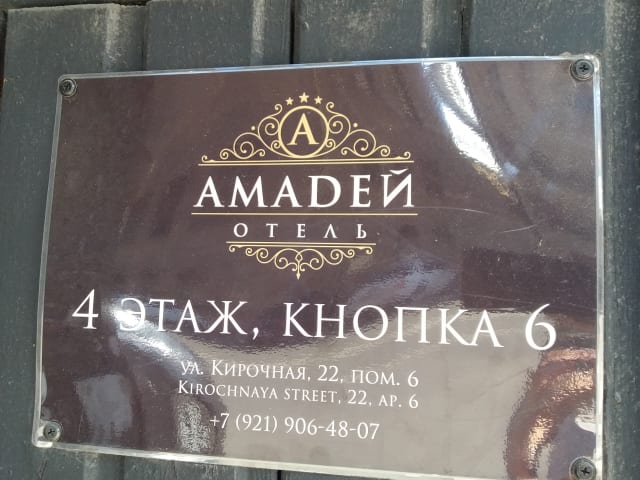 A
АМАDЕЙ
ОТЕЛЬ
4 ЭТАЖ, КНОПКА 6
УЛ. КИРОЧНАЯ, 22, ПОМ. 6
KIROCHNAYA STREET, 22, AP. 6
+7 (921) 906-48-07